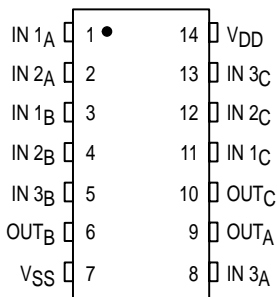 IN 1A 1 14 VDD
IN 2A 2 13 IN 3C
IN 1B 3 12 IN 2C
IN 2B 4 11 IN 1C
IN 3B 5 10 OUTC
OUTB 6 9 OUTA
VSS 7 8 IN 3A